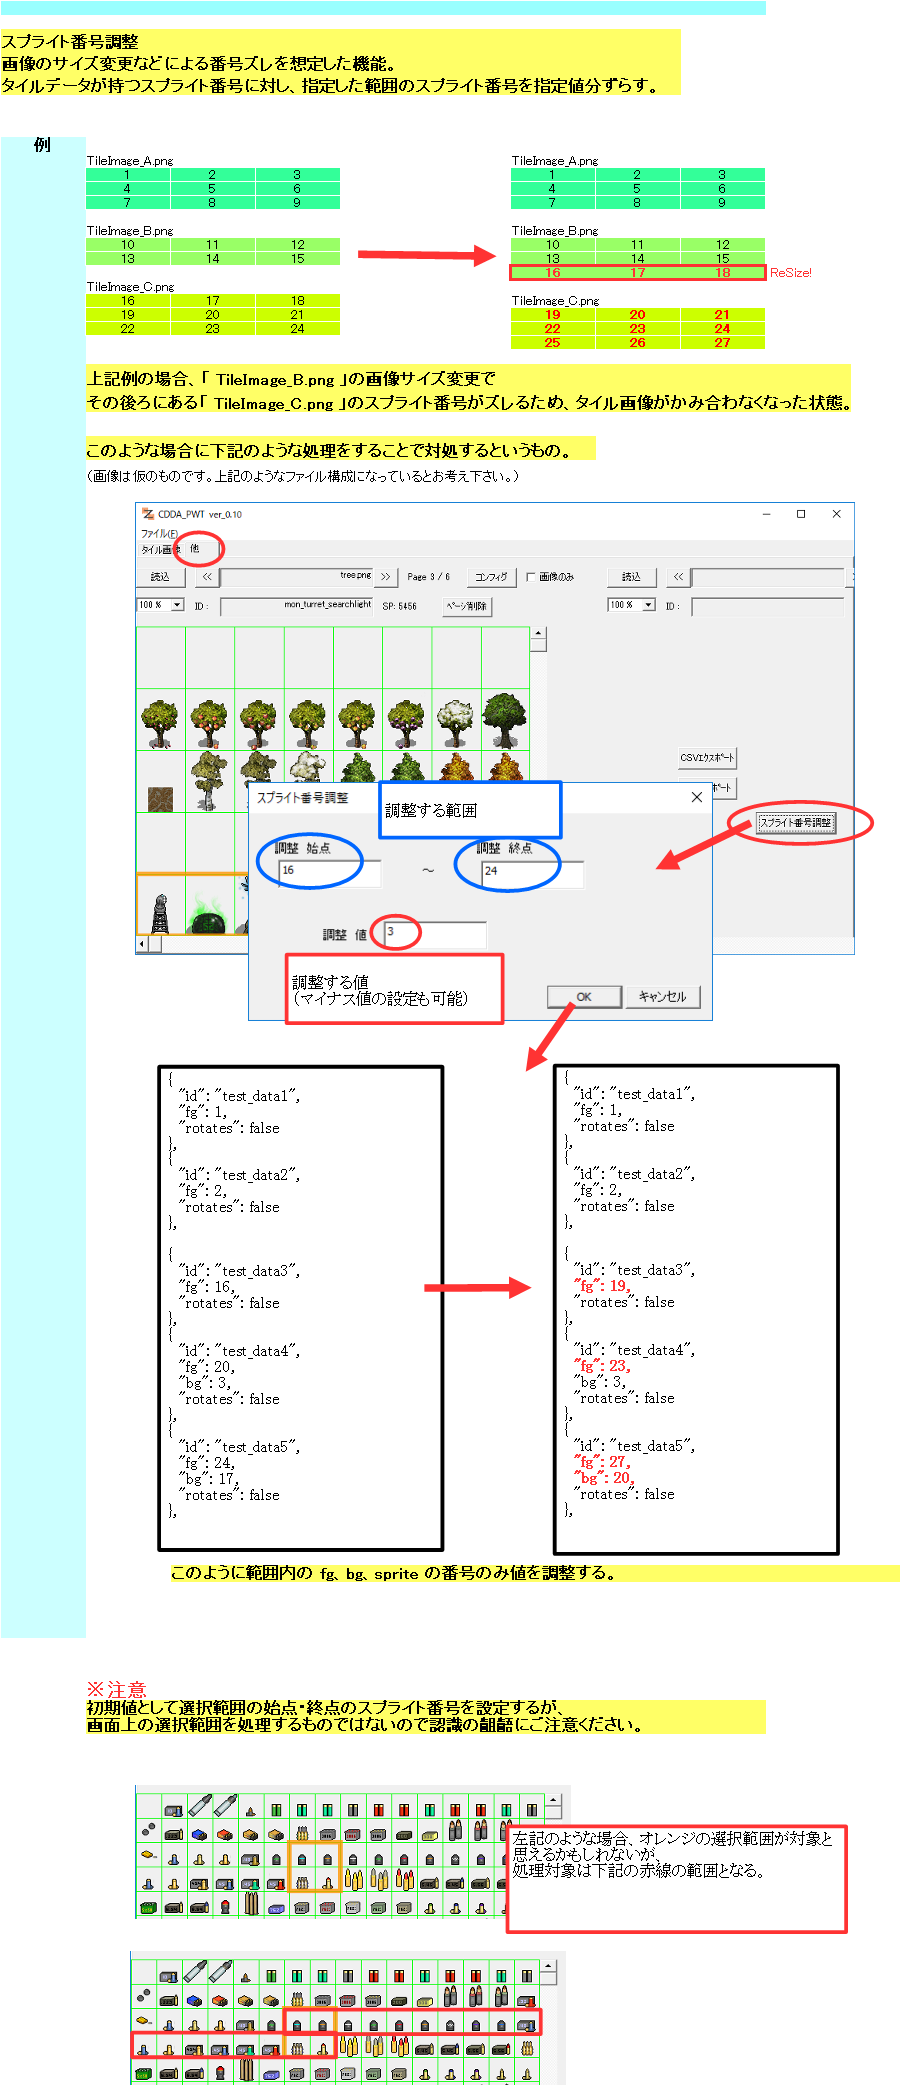 スプライト番号調整
画像のサイズ変更などによる番号ズレを想定した機能。
タイルデータが持つスプライト番号に対し、指定した範囲のスプライト番号を指定値分ずらす。
例
TileImage_A.png
1 2 3
4 5 6
7 8 9
TileImage_B.png
10 11 12
13 14 15
TileImage_C.png
16 17 18
19 20 21
22 23 24
TileImage_A.png
1 2 3
4 5 6
7 8 9
TileImage_B.png
10 11 12
13 14 15
16 17 18 ReSize!
TileImage_C.png
19 20 21
22 23 24
25 26 27
上記例の場合、「 TileImage_B.png 」の画像サイズ変更で
その後ろにある「 TileImage_C.png 」のスプライト番号がズレるため、タイル画像がかみ合わなくなった状態。
このような場合に下記のような処理をすることで対処するというもの。
(画像は仮のものです。上記のようなファイル構成になっているとお考え下さい。)
CDDA_PWT ver_0.10
ファイル(F)
タイル画像 他
読込 << tree.png >> Page 3 / 6 コンフィグ 画像のみ 読込 <<
100 % ID : mon_turret_searchlight SP: 5456 ページ削除 100 % ID :
CSVエクスポート
ポート
スプライト番号調整
スプライト番号調整
調整する範囲
調整 始点 調整 終点
16 ～ 24
調整 値 3
調整する値
(マイナス値の設定も可能)
OK キャンセル
{
"id": "test_data1",
"fg": 1,
"rotates": false
},
{
"id": "test_data2",
"fg": 2,
"rotates": false
},
{
"id": "test_data3",
"fg": 16,
"rotates": false
},
{
"id": "test_data4",
"fg": 20,
"bg": 3,
"rotates": false
},
{
"id": "test_data5",
"fg": 24,
"bg": 17,
"rotates": false
},
{
"id": "test_data1",
"fg": 1,
"rotates": false
},
{
"id": "test_data2",
"fg": 2,
"rotates": false
},
{
"id": "test_data3",
"fg": 19,
"rotates": false
},
{
"id": "test_data4",
"fg": 23,
"bg": 3,
"rotates": false
},
{
"id": "test_data5",
"fg": 27,
"bg": 20,
"rotates": false
},
このように範囲内の fg、bg、sprite の番号のみ値を調整する。
※注意
初期値として選択範囲の始点・終点のスプライト番号を設定するが、
画面上の選択範囲を処理するものではないので認識の齟齬にご注意ください。
左記のような場合、オレンジの選択範囲が対象と
思えるかもしれないが、
処理対象は下記の赤線の範囲となる。